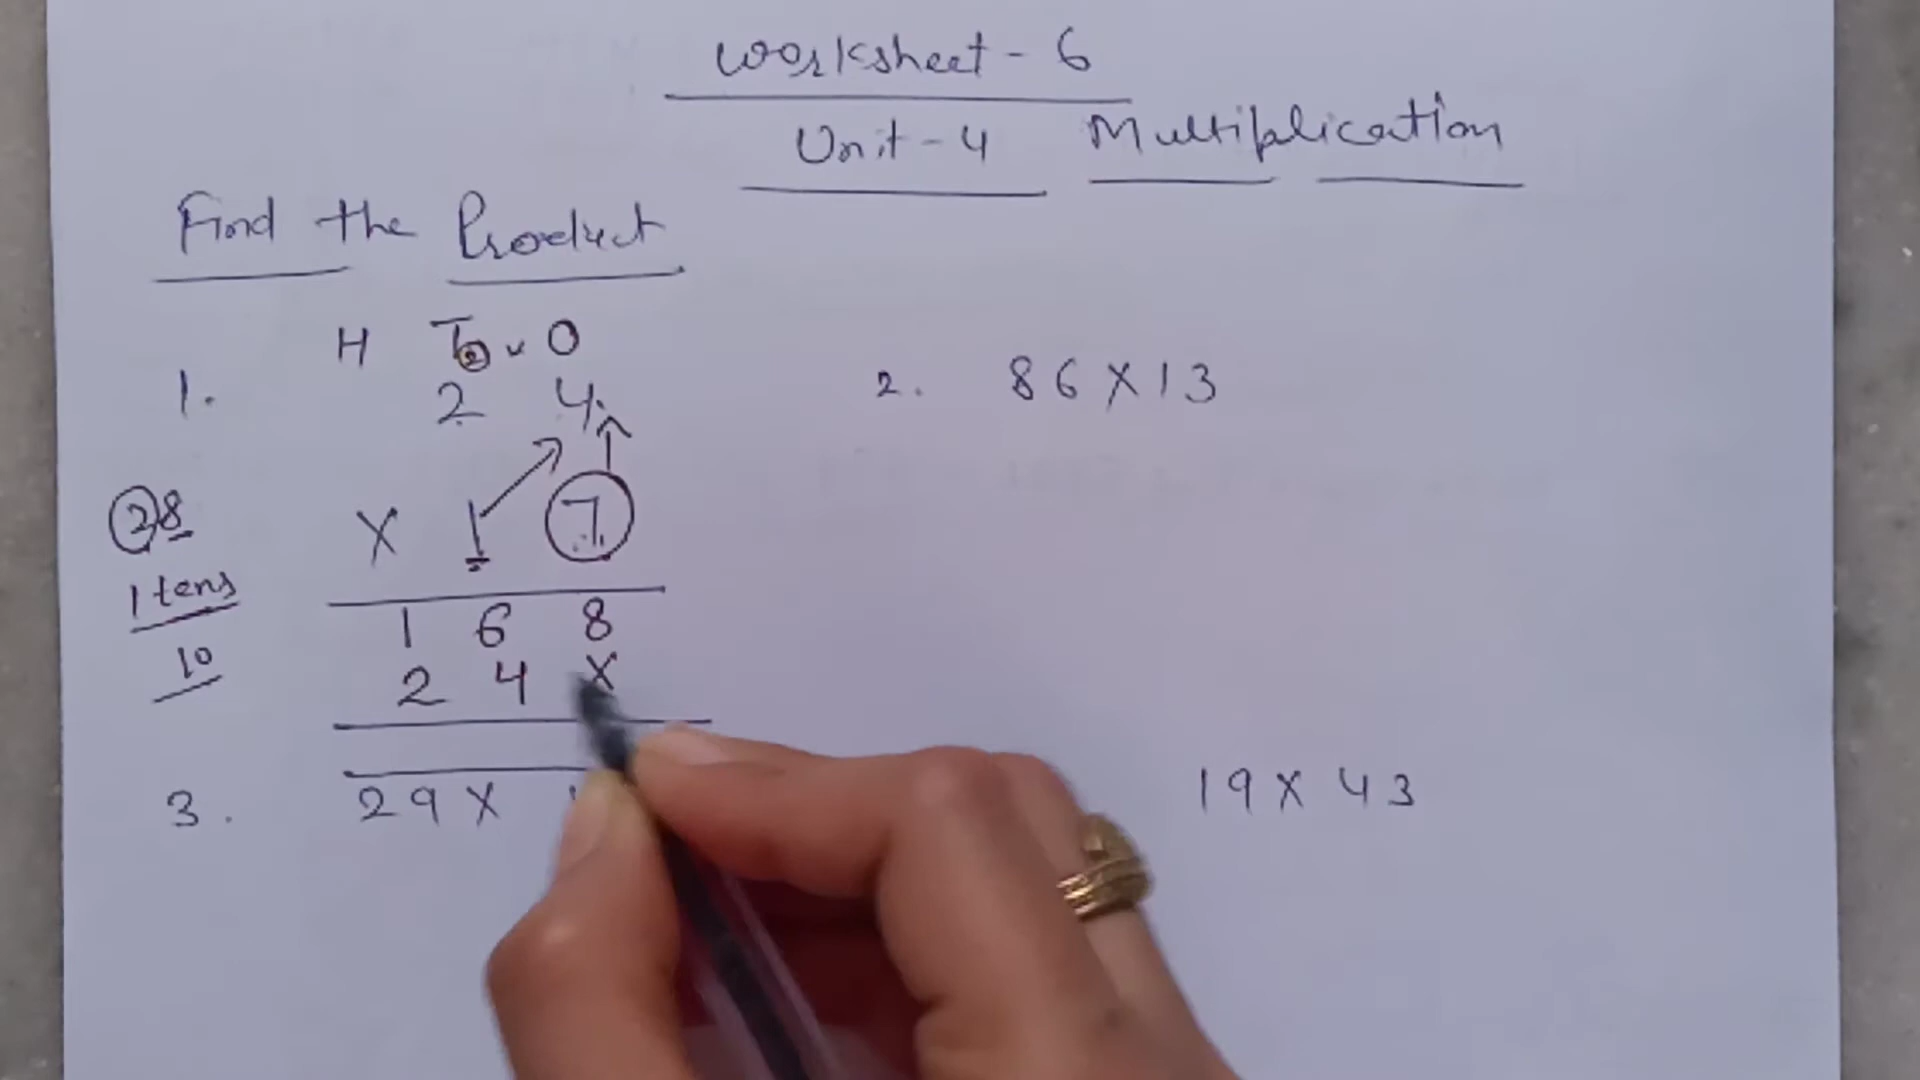 Worksheet - 6
Unit - 4 Multiplication
Find the Product
H T 2 O
1. 2 4
28 X 1 7
1 tens
1 6 8
10
2 4 X
2. 86 X 13
3. 29 X
19 X 43